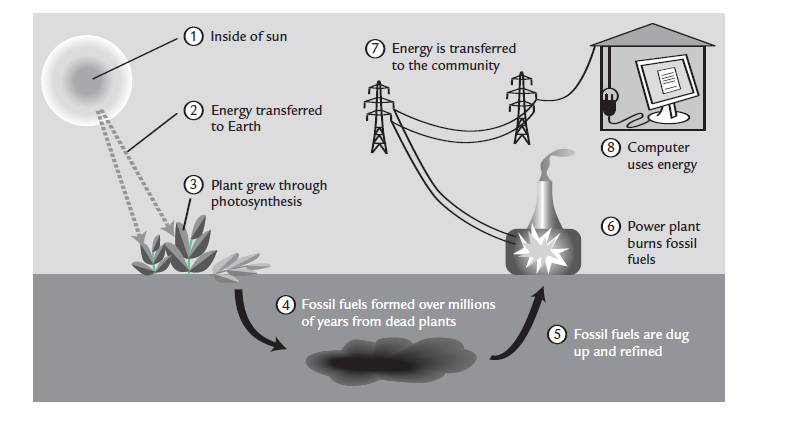 1 Inside of sun
2 Energy transferred
to Earth
3 Plant grew through
photosynthesis
4 Fossil fuels formed over millions
of years from dead plants
5 Fossil fuels are dug
up and refined
6 Power plant
burns fossil
fuels
7 Energy is transferred
to the community
8 Computer
uses energy